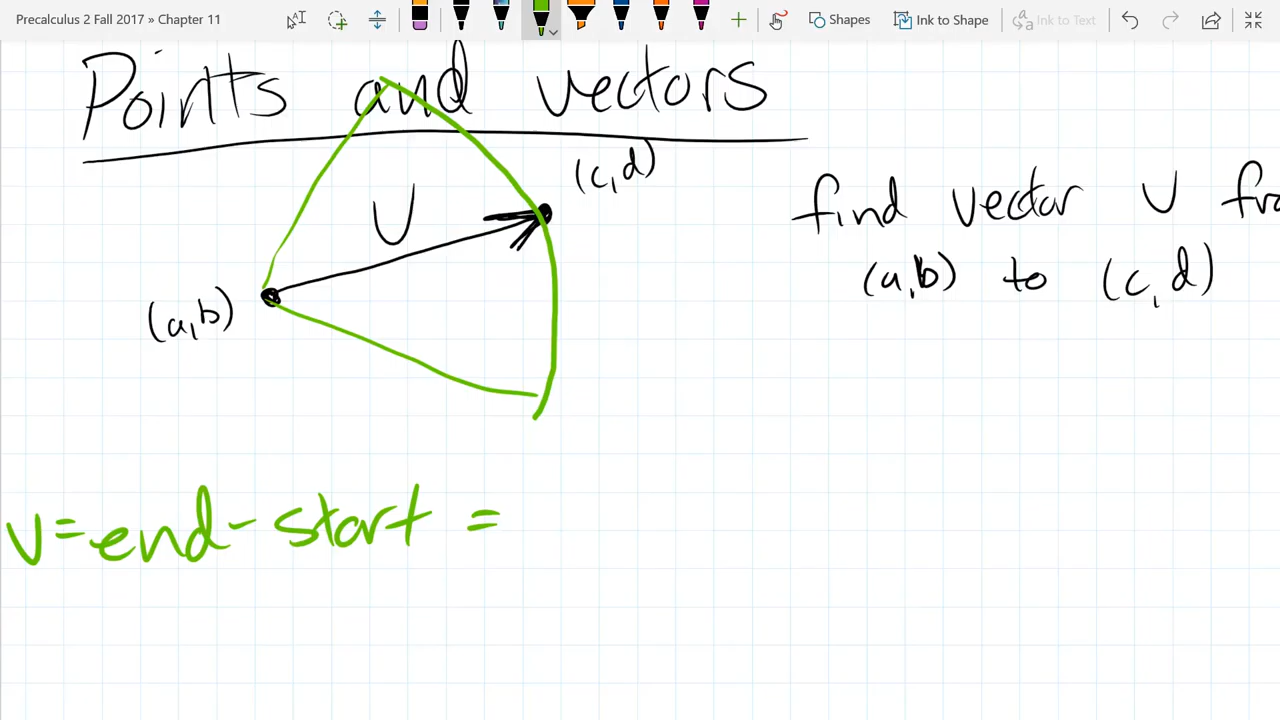 Precalculus 2 Fall 2017 » Chapter 11
Shapes
Ink to Shape
Ink to Text
Points and vectors
(c,d)
find vector v
v
(a,b) to (c,d)
(a,b)
v=end-start =